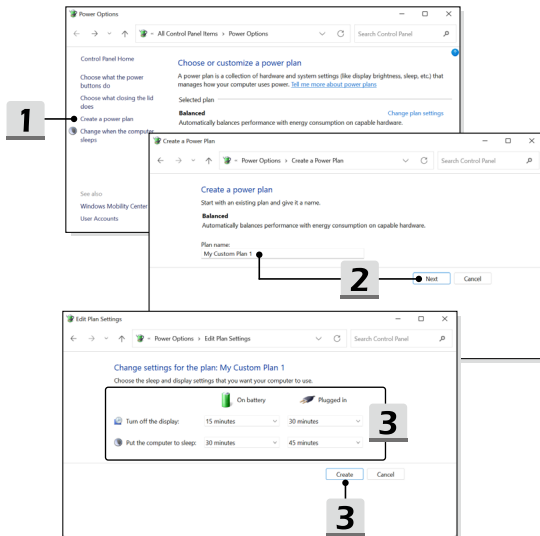 Power Options
All Control Panel Items > Power Options
Search Control Panel
Control Panel Home
Choose what the power
buttons do
Choose what closing the lid
does
Create a power plan
Change when the computer
sleeps
See also
Windows Mobility Center
User Accounts
Choose or customize a power plan
A power plan is a collection of hardware and system settings (like display brightness, sleep, etc.) that
manages how your computer uses power. Tell me more about power plans
Selected plan
Balanced
Change plan settings
Automatically balances performance with energy consumption on capable hardware.
1
Create a Power Plan
Power Options > Create a Power Plan
Search Control Panel
Create a power plan
Start with an existing plan and give it a name.
Balanced
Automatically balances performance with energy consumption on capable hardware.
Plan name:
My Custom Plan 1
2
Next Cancel
Edit Plan Settings
Power Options > Edit Plan Settings
Search Control Panel
Change settings for the plan: My Custom Plan 1
Choose the sleep and display settings that you want your computer to use.
On battery Plugged in
Turn off the display: 15 minutes 30 minutes
Put the computer to sleep: 30 minutes 45 minutes
3
Create Cancel
3